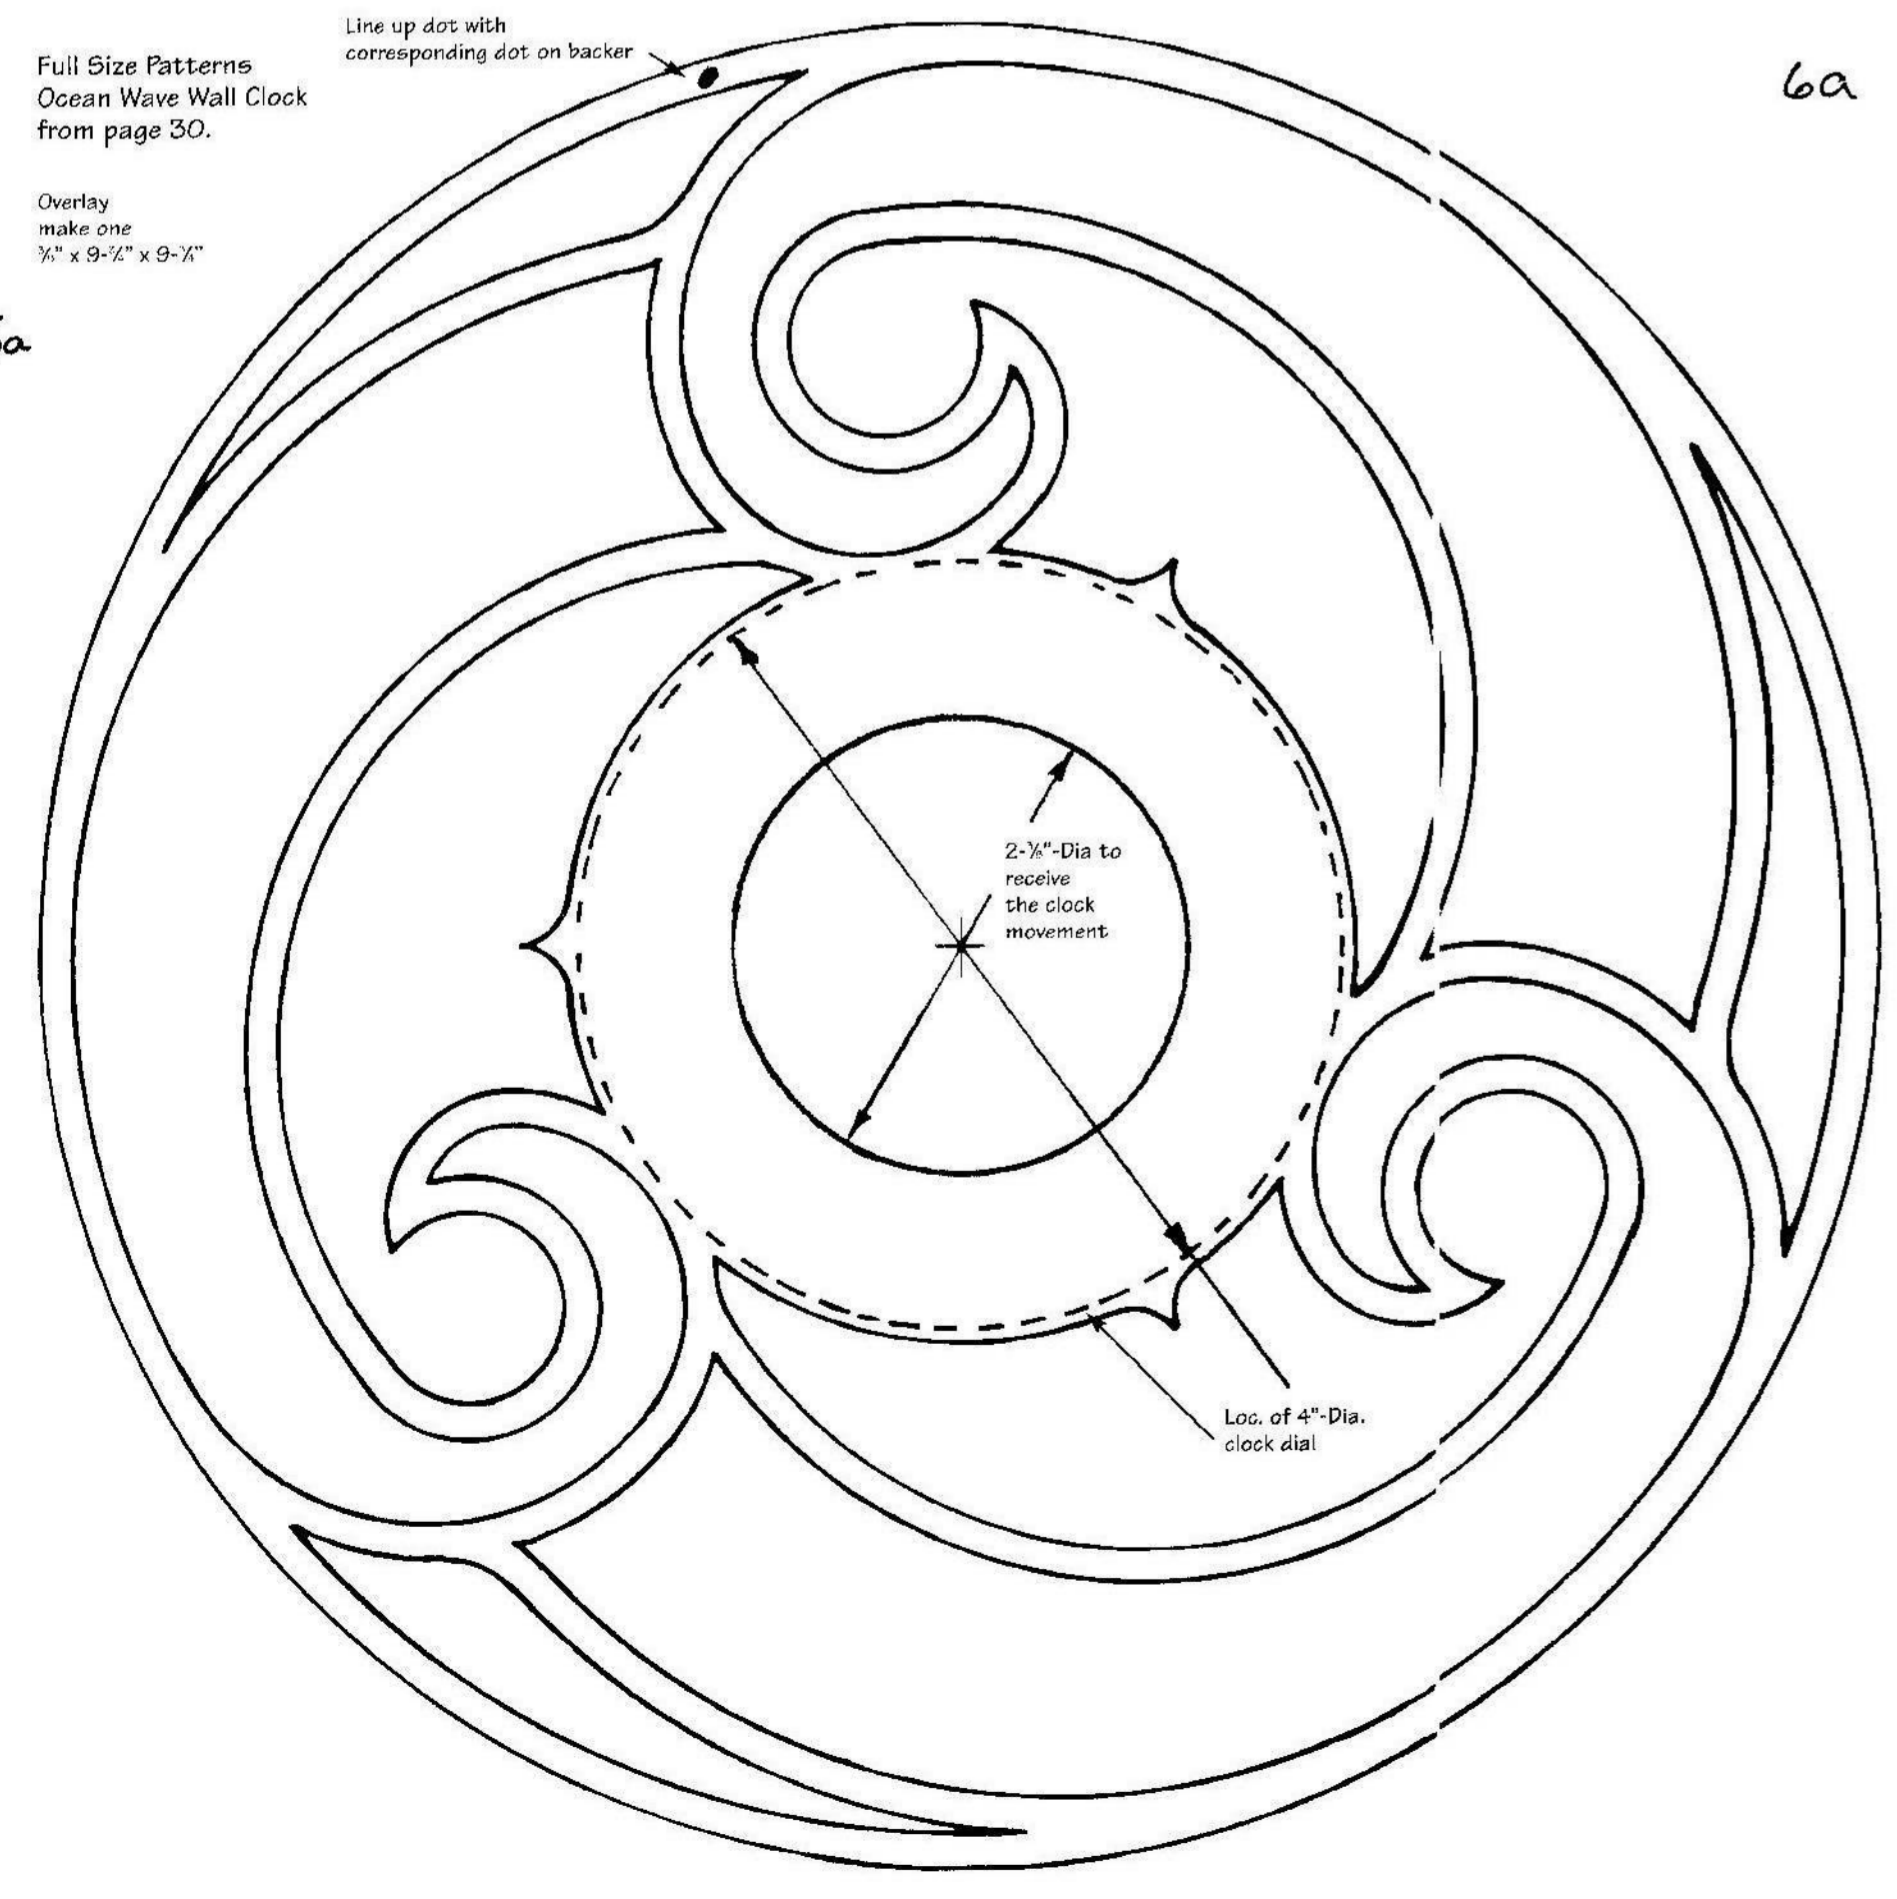 Line up dot with
corresponding dot on backer
Full Size Patterns
Ocean Wave Wall Clock
from page 30.
6a
Overlay
make one
a
2-⅜"-Dia to
receive
the clock
movement
Loc. of 4"-Dia.
clock dial